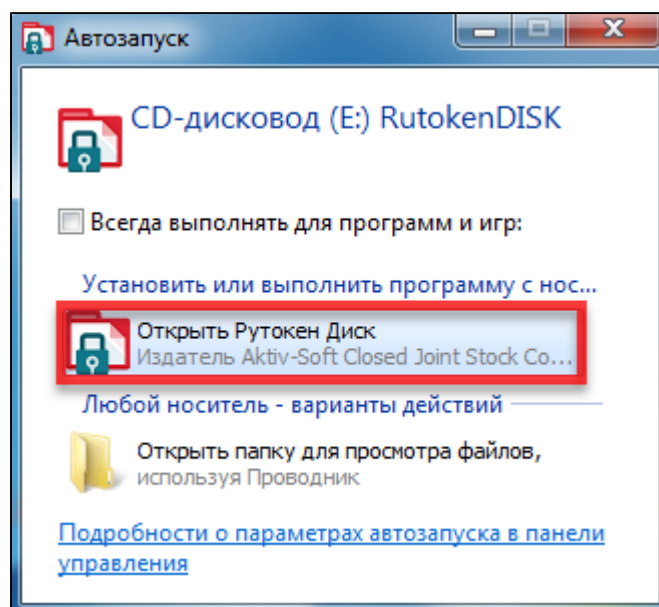 Автозапуск
CD-дисковод (E:) RutokenDISK
Всегда выполнять для программ и игр:
Установить или выполнить программу с нос...
Открыть Рутокен Диск
Издатель Aktiv-Soft Closed Joint Stock Co...
Любой носитель - варианты действий
Открыть папку для просмотра файлов,
используя Проводник
Подробности о параметрах автозапуска в панели
управления